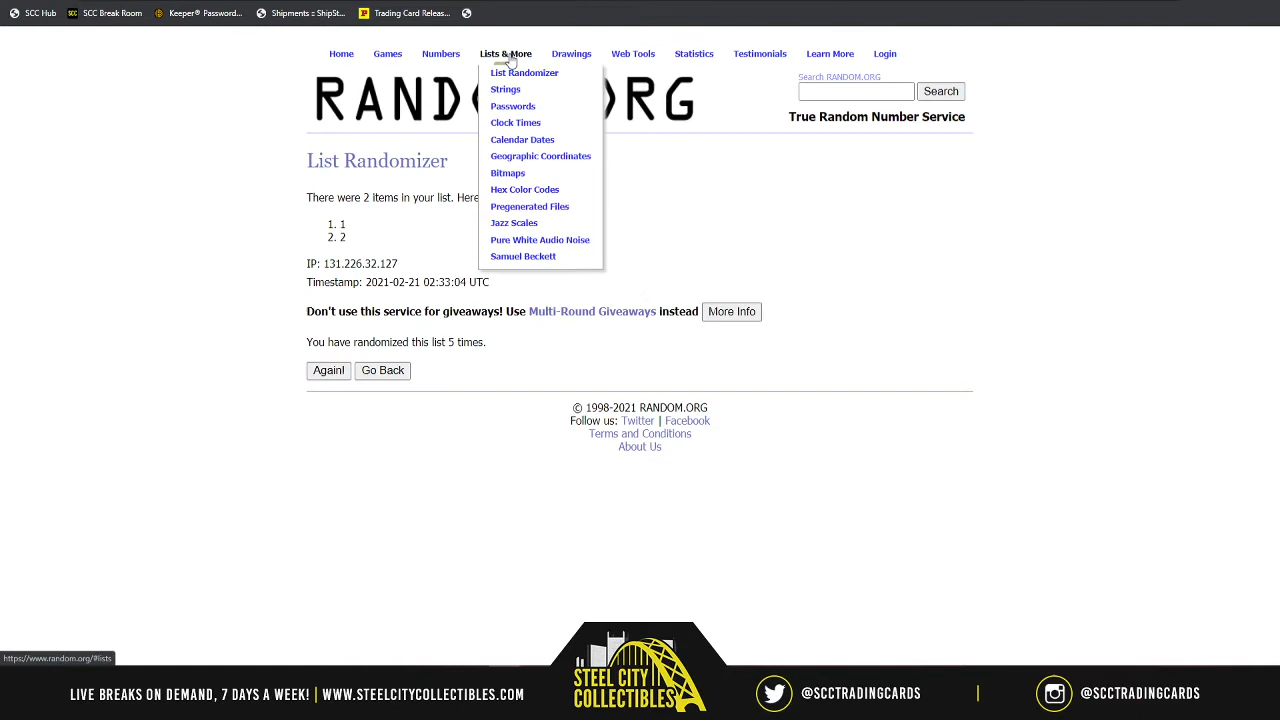 SCC Hub SCC Break Room Keeper® Password... Shipments :: ShipSt... Trading Card Releas...
Home Games Numbers Lists & More Drawings Web Tools Statistics Testimonials Learn More Login
List Randomizer
Strings
Passwords
Clock Times
Calendar Dates
Geographic Coordinates
Bitmaps
Hex Color Codes
Pregenerated Files
Jazz Scales
Pure White Audio Noise
Samuel Beckett
RAND RG
Search RANDOM.ORG
Search
True Random Number Service
List Randomizer
There were 2 items in your list. Here
1. 1
2. 2
IP: 131.226.32.127
Timestamp: 2021-02-21 02:33:04 UTC
Don't use this service for giveaways! Use Multi-Round Giveaways instead More Info
You have randomized this list 5 times.
Again! Go Back
© 1998-2021 RANDOM.ORG
Follow us: Twitter | Facebook
Terms and Conditions
About Us
https://www.random.org/#lists
LIVE BREAKS ON DEMAND, 7 DAYS A WEEK! | WWW.STEELCITYCOLLECTIBLES.COM
STEEL CITY
COLLECTIBLES
@SCCTRADINGCARDS | @SCCTRADINGCARDS